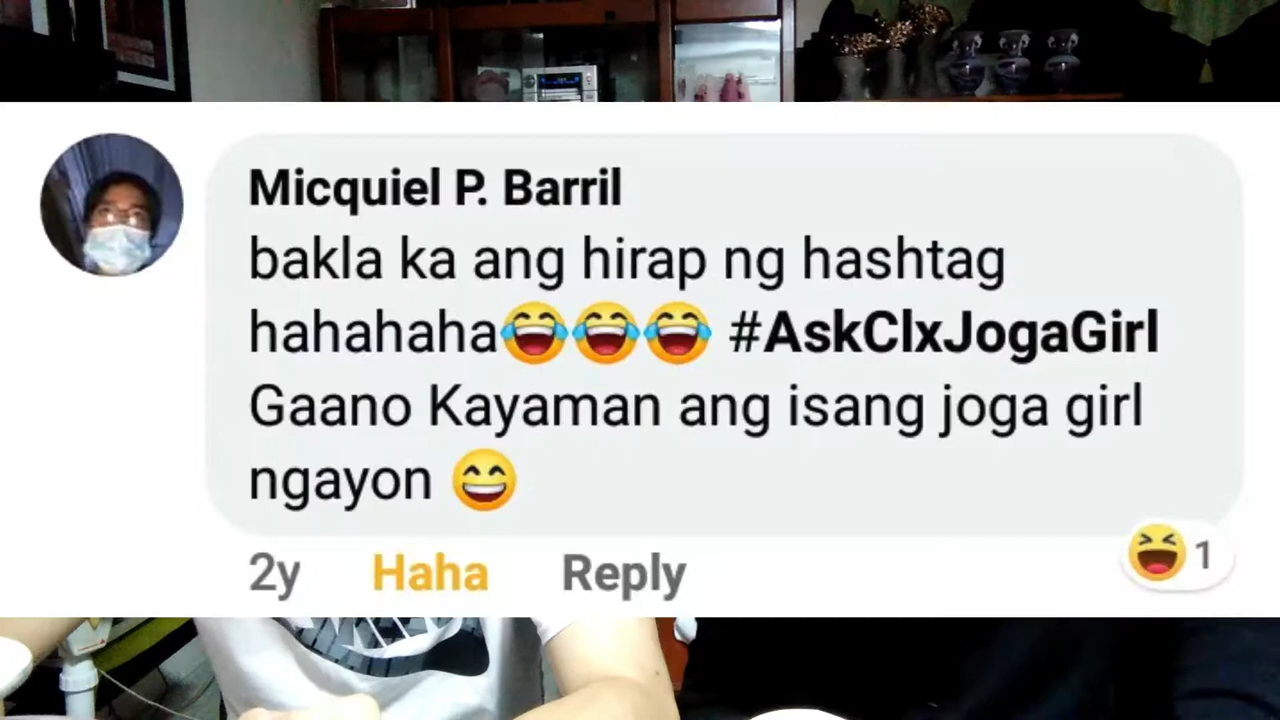 Micquiel P. Barril
bakla ka ang hirap ng hashtag
hahahaha😂😂😂 #AskClxJogaGirl
Gaano Kayaman ang isang joga girl
ngayon 😄
2y Haha Reply
1